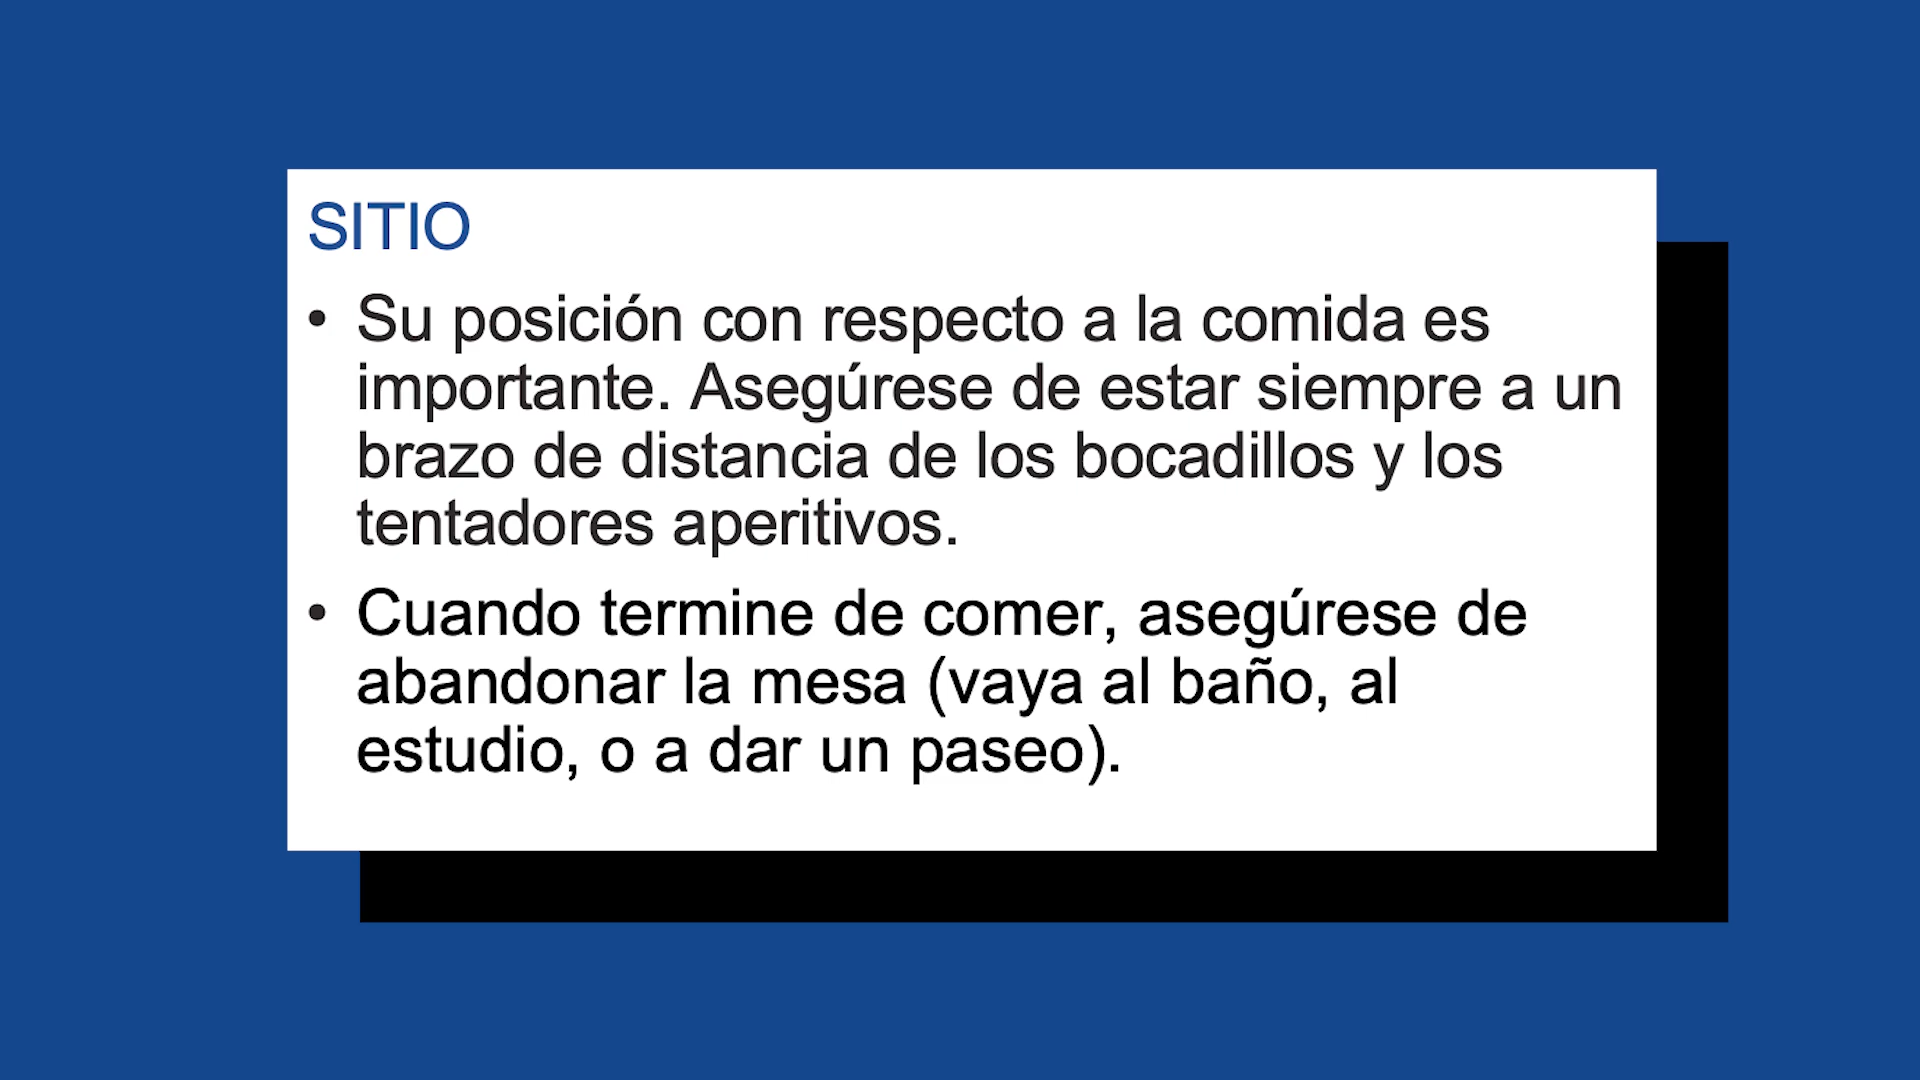 SITIO
• Su posición con respecto a la comida es
importante. Asegúrese de estar siempre a un
brazo de distancia de los bocadillos y los
tentadores aperitivos.
• Cuando termine de comer, asegúrese de
abandonar la mesa (vaya al baño, al
estudio, o a dar un paseo).